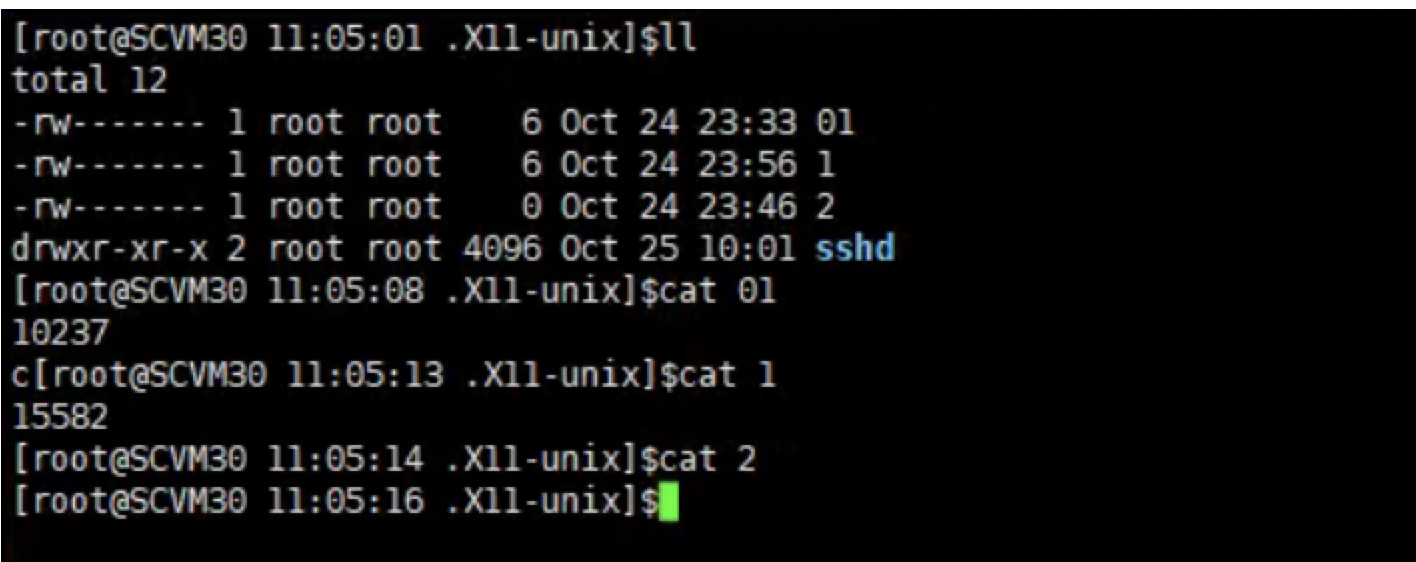 [root@SCVM30 11:05:01 .X11-unix]$ll
total 12
-rw------- 1 root root    6 Oct 24 23:33 01
-rw------- 1 root root    6 Oct 24 23:56 1
-rw------- 1 root root    0 Oct 24 23:46 2
drwxr-xr-x 2 root root 4096 Oct 25 10:01 sshd
[root@SCVM30 11:05:08 .X11-unix]$cat 01
10237
c[root@SCVM30 11:05:13 .X11-unix]$cat 1
15582
[root@SCVM30 11:05:14 .X11-unix]$cat 2
[root@SCVM30 11:05:16 .X11-unix]$